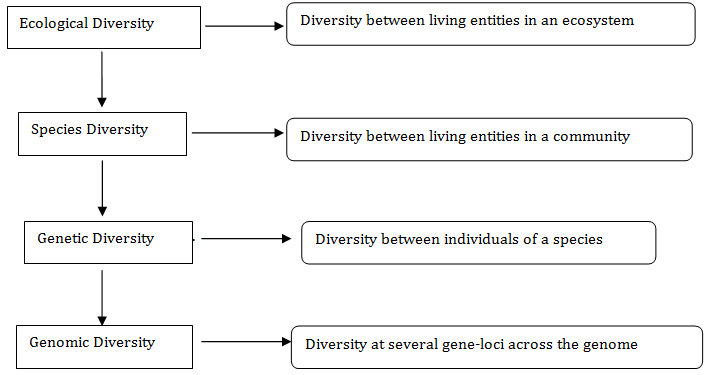 Ecological Diversity
Diversity between living entities in an ecosystem
Species Diversity
Diversity between living entities in a community
Genetic Diversity
Diversity between individuals of a species
Genomic Diversity
Diversity at several gene-loci across the genome